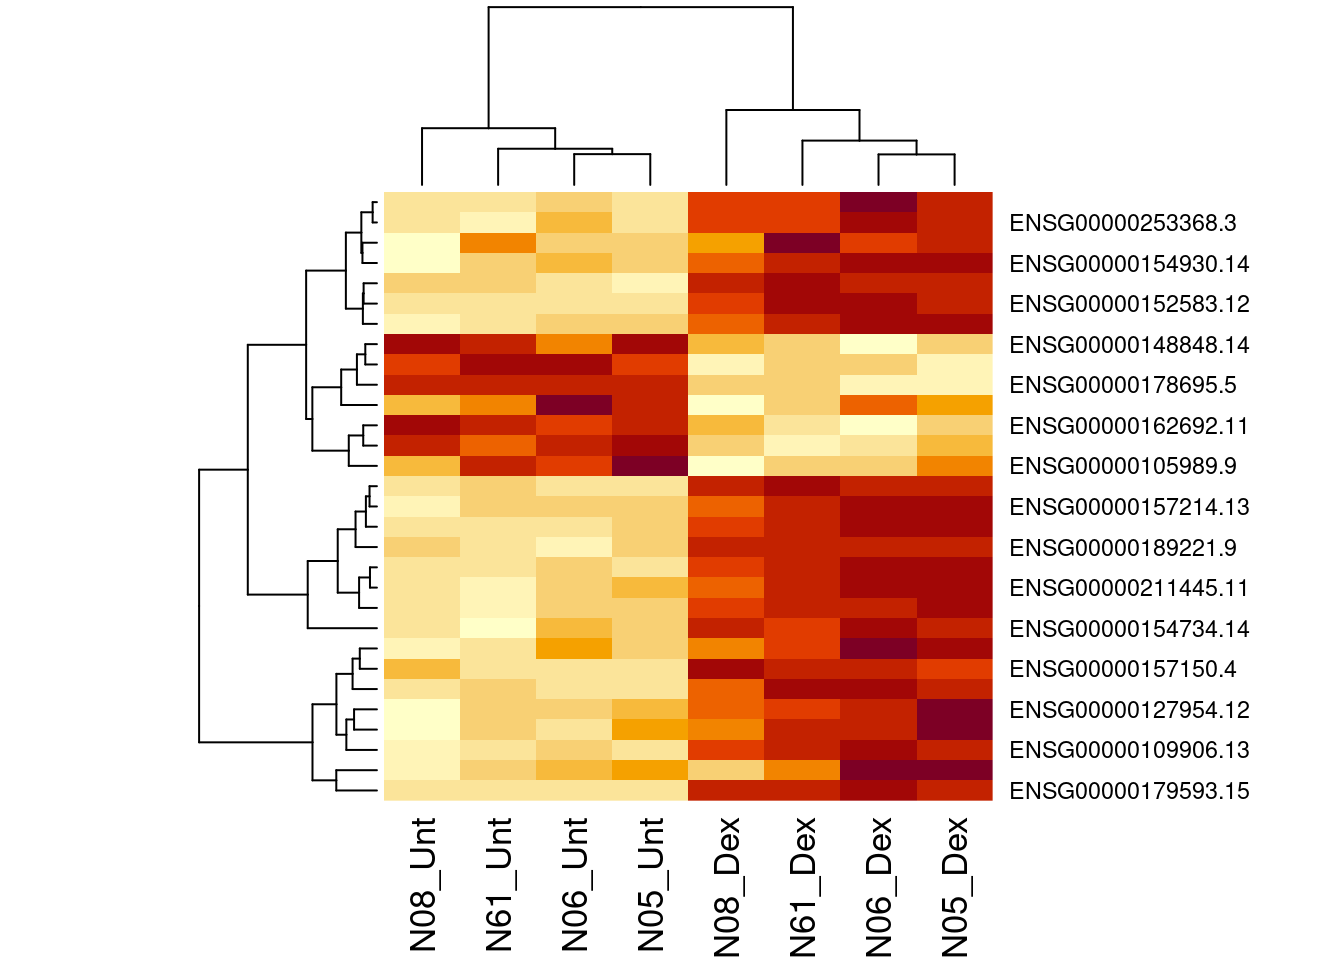 ENSG00000253368.3
ENSG00000154930.14
ENSG00000152583.12
ENSG00000148848.14
ENSG00000178695.5
ENSG00000162692.11
ENSG00000105989.9
ENSG00000157214.13
ENSG00000189221.9
ENSG00000211445.11
ENSG00000154734.14
ENSG00000157150.4
ENSG00000127954.12
ENSG00000109906.13
ENSG00000179593.15
N08_Unt
N61_Unt
N06_Unt
N05_Unt
N08_Dex
N61_Dex
N06_Dex
N05_Dex